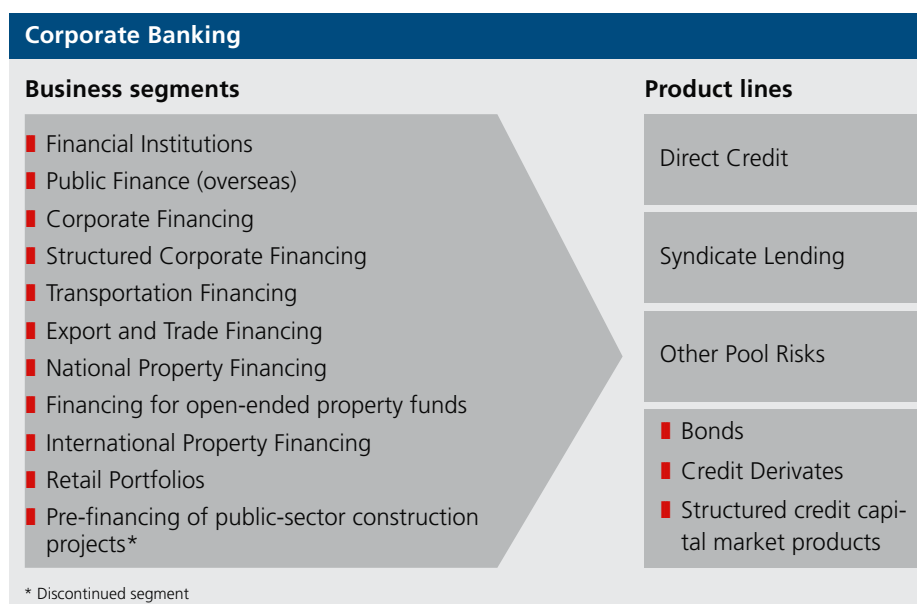 Corporate Banking
Business segments
Financial Institutions
Public Finance (overseas)
Corporate Financing
Structured Corporate Financing
Transportation Financing
Export and Trade Financing
National Property Financing
Financing for open-ended property funds
International Property Financing
Retail Portfolios
Pre-financing of public-sector construction
projects*
Product lines
Direct Credit
Syndicate Lending
Other Pool Risks
Bonds
Credit Derivates
Structured credit capi-
tal market products
* Discontinued segment